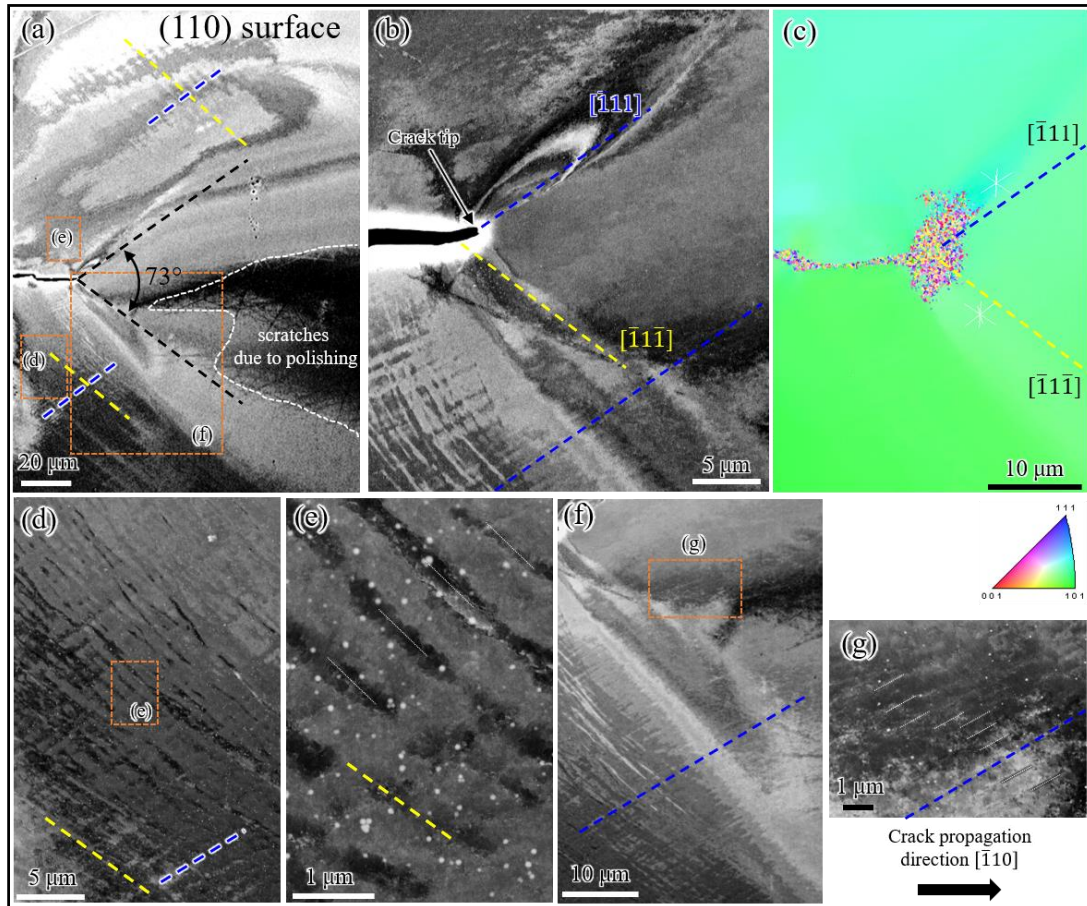 (a)
(110) surface
(e)
73°
scratches
due to polishing
(d)
(f)
20 μm
(b)
[1̅11]
Crack tip
[1̅11̅]
5 μm
(c)
[1̅11]
[1̅11̅]
10 μm
(d)
(e)
5 μm
(e)
1 μm
(f)
(g)
10 μm
111
001
101
(g)
1 μm
Crack propagation
direction [1̅10]